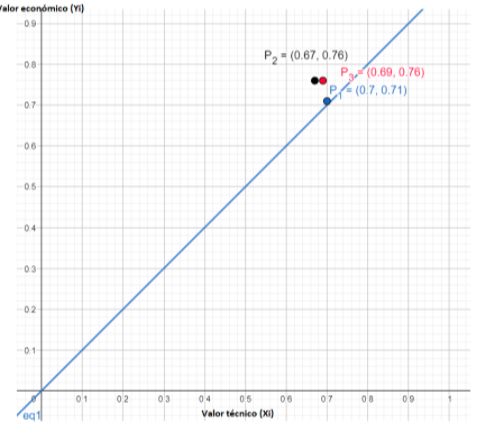 Valor económico (Yi)
0.9
P2 = (0.67, 0.76)
0.8
P3 = (0.69, 0.76)
P1 = (0.7, 0.71)
0.7
0.6
0.5
0.4
0.3
0.2
0.1
0
0.1 0.2 0.3 0.4 0.5 0.6 0.7 0.8 0.9 1
Valor técnico (Xi)
eq1